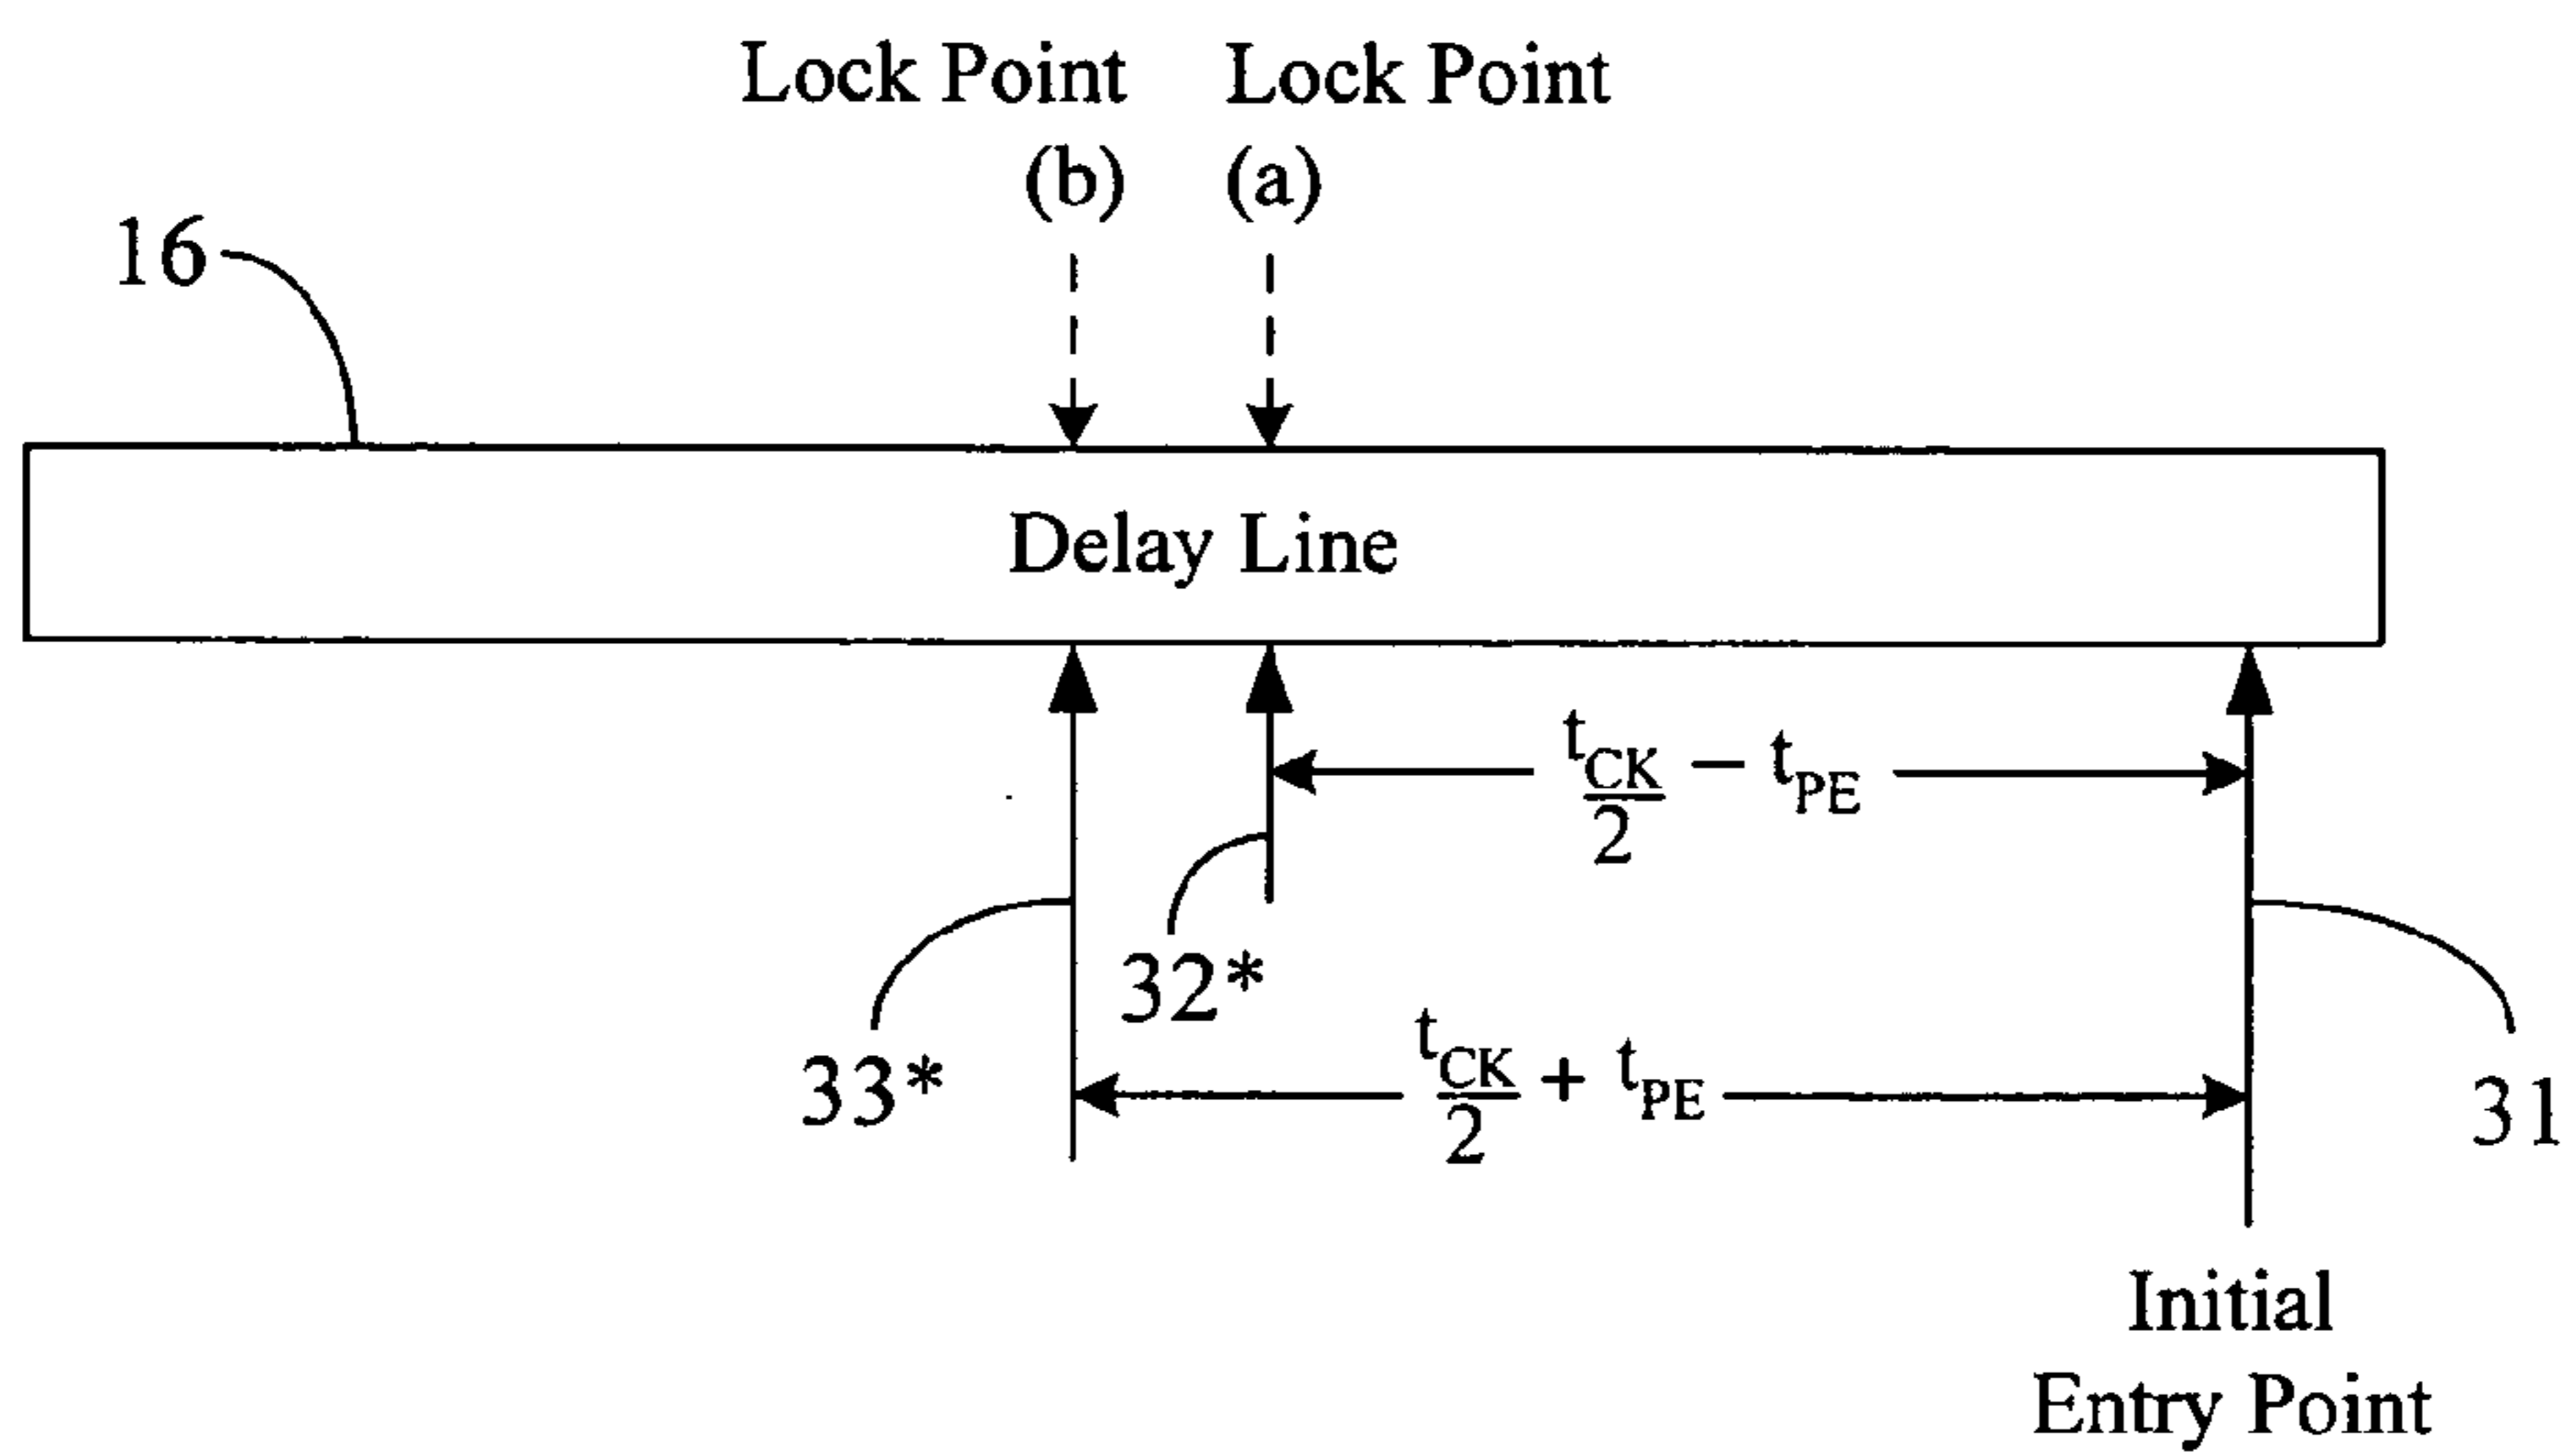 Lock Point Lock Point
(b) (a)
16
Delay Line
tCK/2 − tPE
32*
33*
tCK/2 + tPE
31
Initial
Entry Point